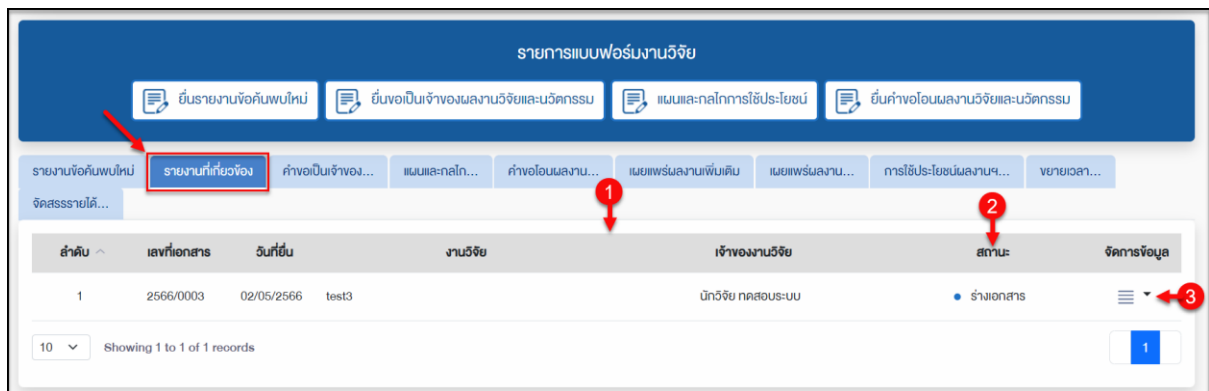 รายการแบบฟอร์มงานวิจัย
ยื่นรายงานข้อค้นพบใหม่ ยื่นขอเป็นเจ้าของผลงานวิจัยและนวัตกรรม แผนและกลไกการใช้ประโยชน์ ยื่นคำขอโอนผลงานวิจัยและนวัตกรรม
รายงานข้อค้นพบใหม่ รายงานที่เกี่ยวข้อง คำขอเป็นเจ้าของ... แผนและกลไก... คำขอโอนผลงาน... เผยแพร่ผลงานเพิ่มเติม เผยแพร่ผลงาน... การใช้ประโยชน์ผลงานฯ... ขยายเวลา...
จัดสรรรายได้...
1 2
ลำดับ เลขที่เอกสาร วันที่ยื่น งานวิจัย เจ้าของงานวิจัย สถานะ จัดการข้อมูล
1 2566/0003 02/05/2566 test3 นักวิจัย ทดสอบระบบ ร่างเอกสาร 3
10 Showing 1 to 1 of 1 records 1